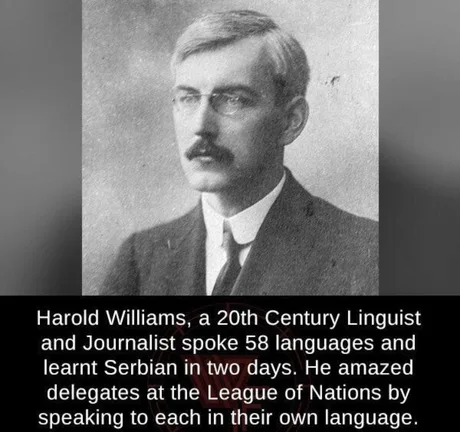 Harold Williams, a 20th Century Linguist
and Journalist spoke 58 languages and
learnt Serbian in two days. He amazed
delegates at the League of Nations by
speaking to each in their own language.